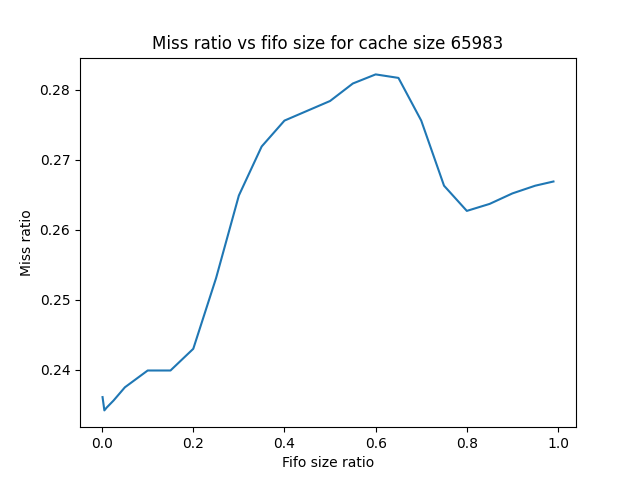 Miss ratio vs fifo size for cache size 65983
0.28
0.27
0.26
0.25
0.24
Miss ratio
0.0 0.2 0.4 0.6 0.8 1.0
Fifo size ratio